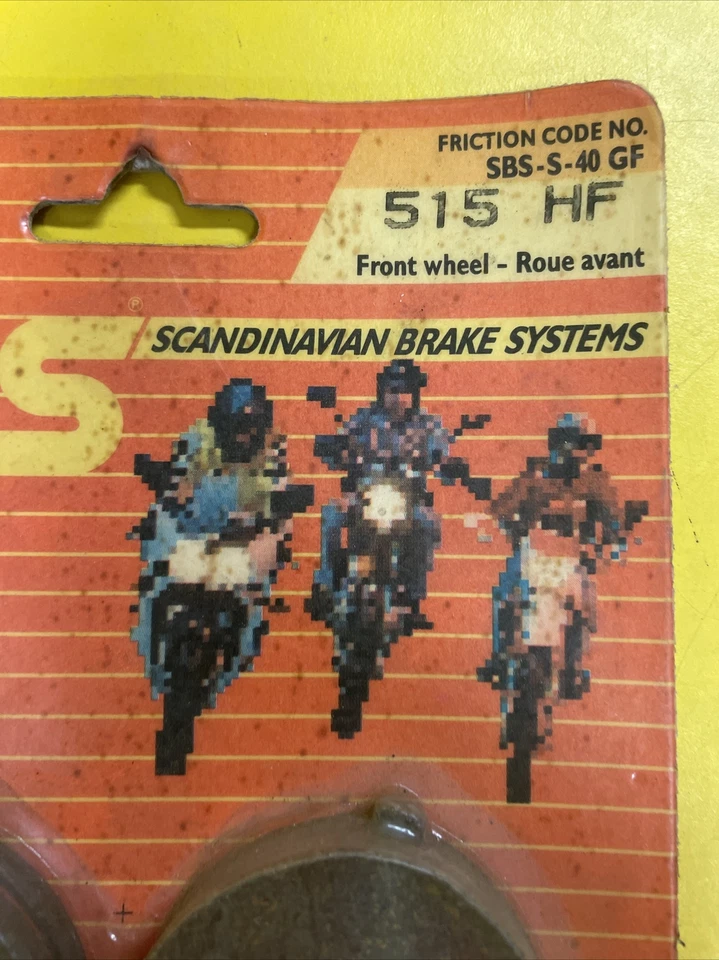 FRICTION CODE NO.
SBS-S-40 GF
515 HF
Front wheel - Roue avant
®
S
SCANDINAVIAN BRAKE SYSTEMS